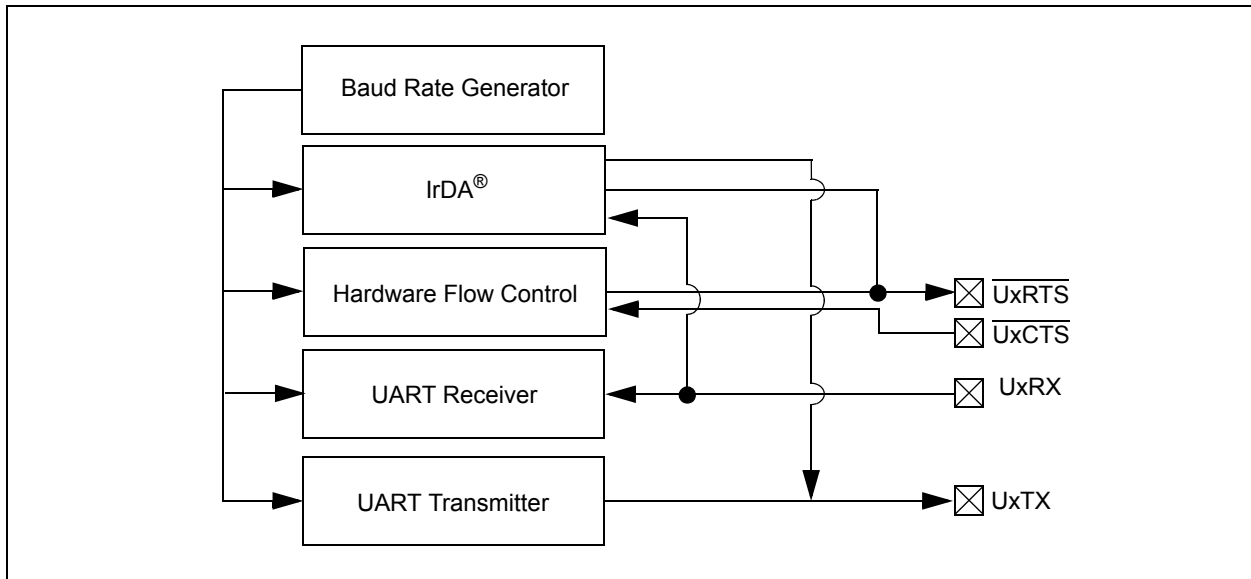 Baud Rate Generator
IrDA®
Hardware Flow Control
UxRTS
UxCTS
UART Receiver
UxRX
UART Transmitter
UxTX